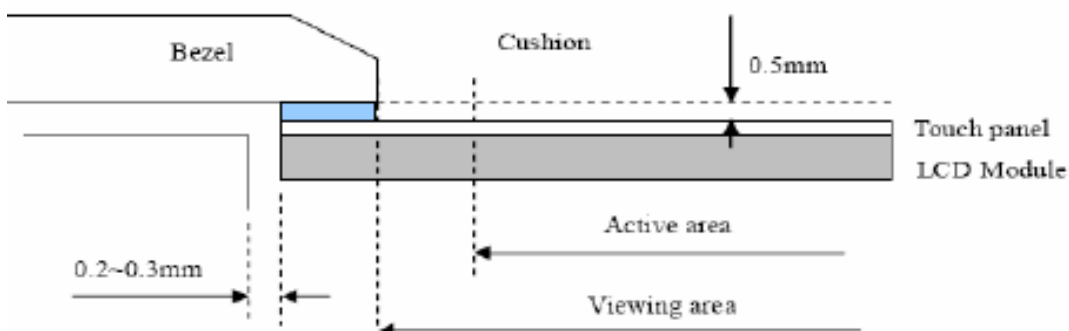 Cushion
Bezel
0.5mm
Touch panel
LCD Module
Active area
0.2~0.3mm
Viewing area